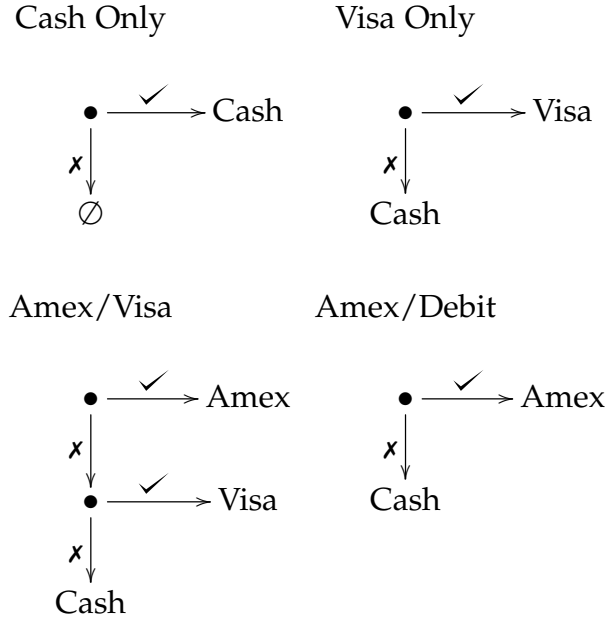 Cash Only
✓
Cash
✗
∅
Visa Only
✓
Visa
✗
Cash
Amex/Visa
✓
Amex
✗
✓
Visa
✗
Cash
Amex/Debit
✓
Amex
✗
Cash